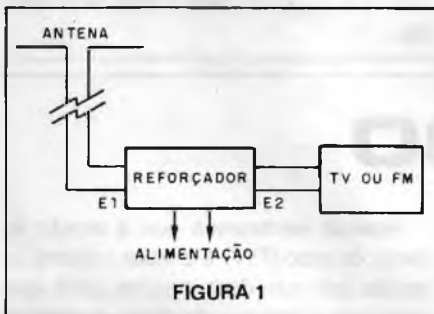 ANTENA
REFORÇADOR
TV OU FM
E1
E2
ALIMENTAÇÃO
FIGURA 1